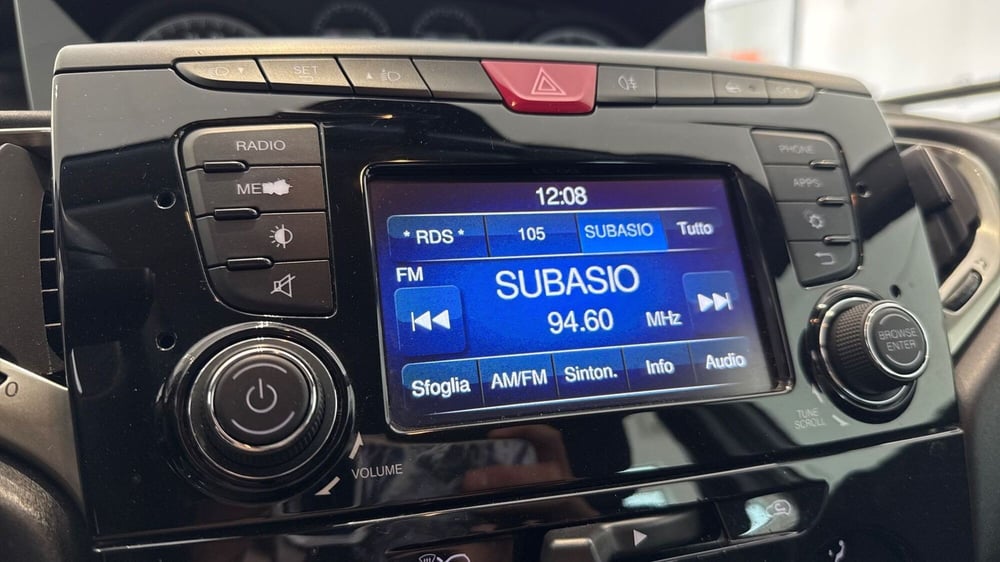 SET
RADIO
PHONE
APPS
12:08
* RDS *
105
SUBASIO
Tutto
FM
SUBASIO
94.60 MHz
Sfoglia
AM/FM
Sinton.
Info
Audio
BROWSE
ENTER
TUNE
SCROLL
VOLUME